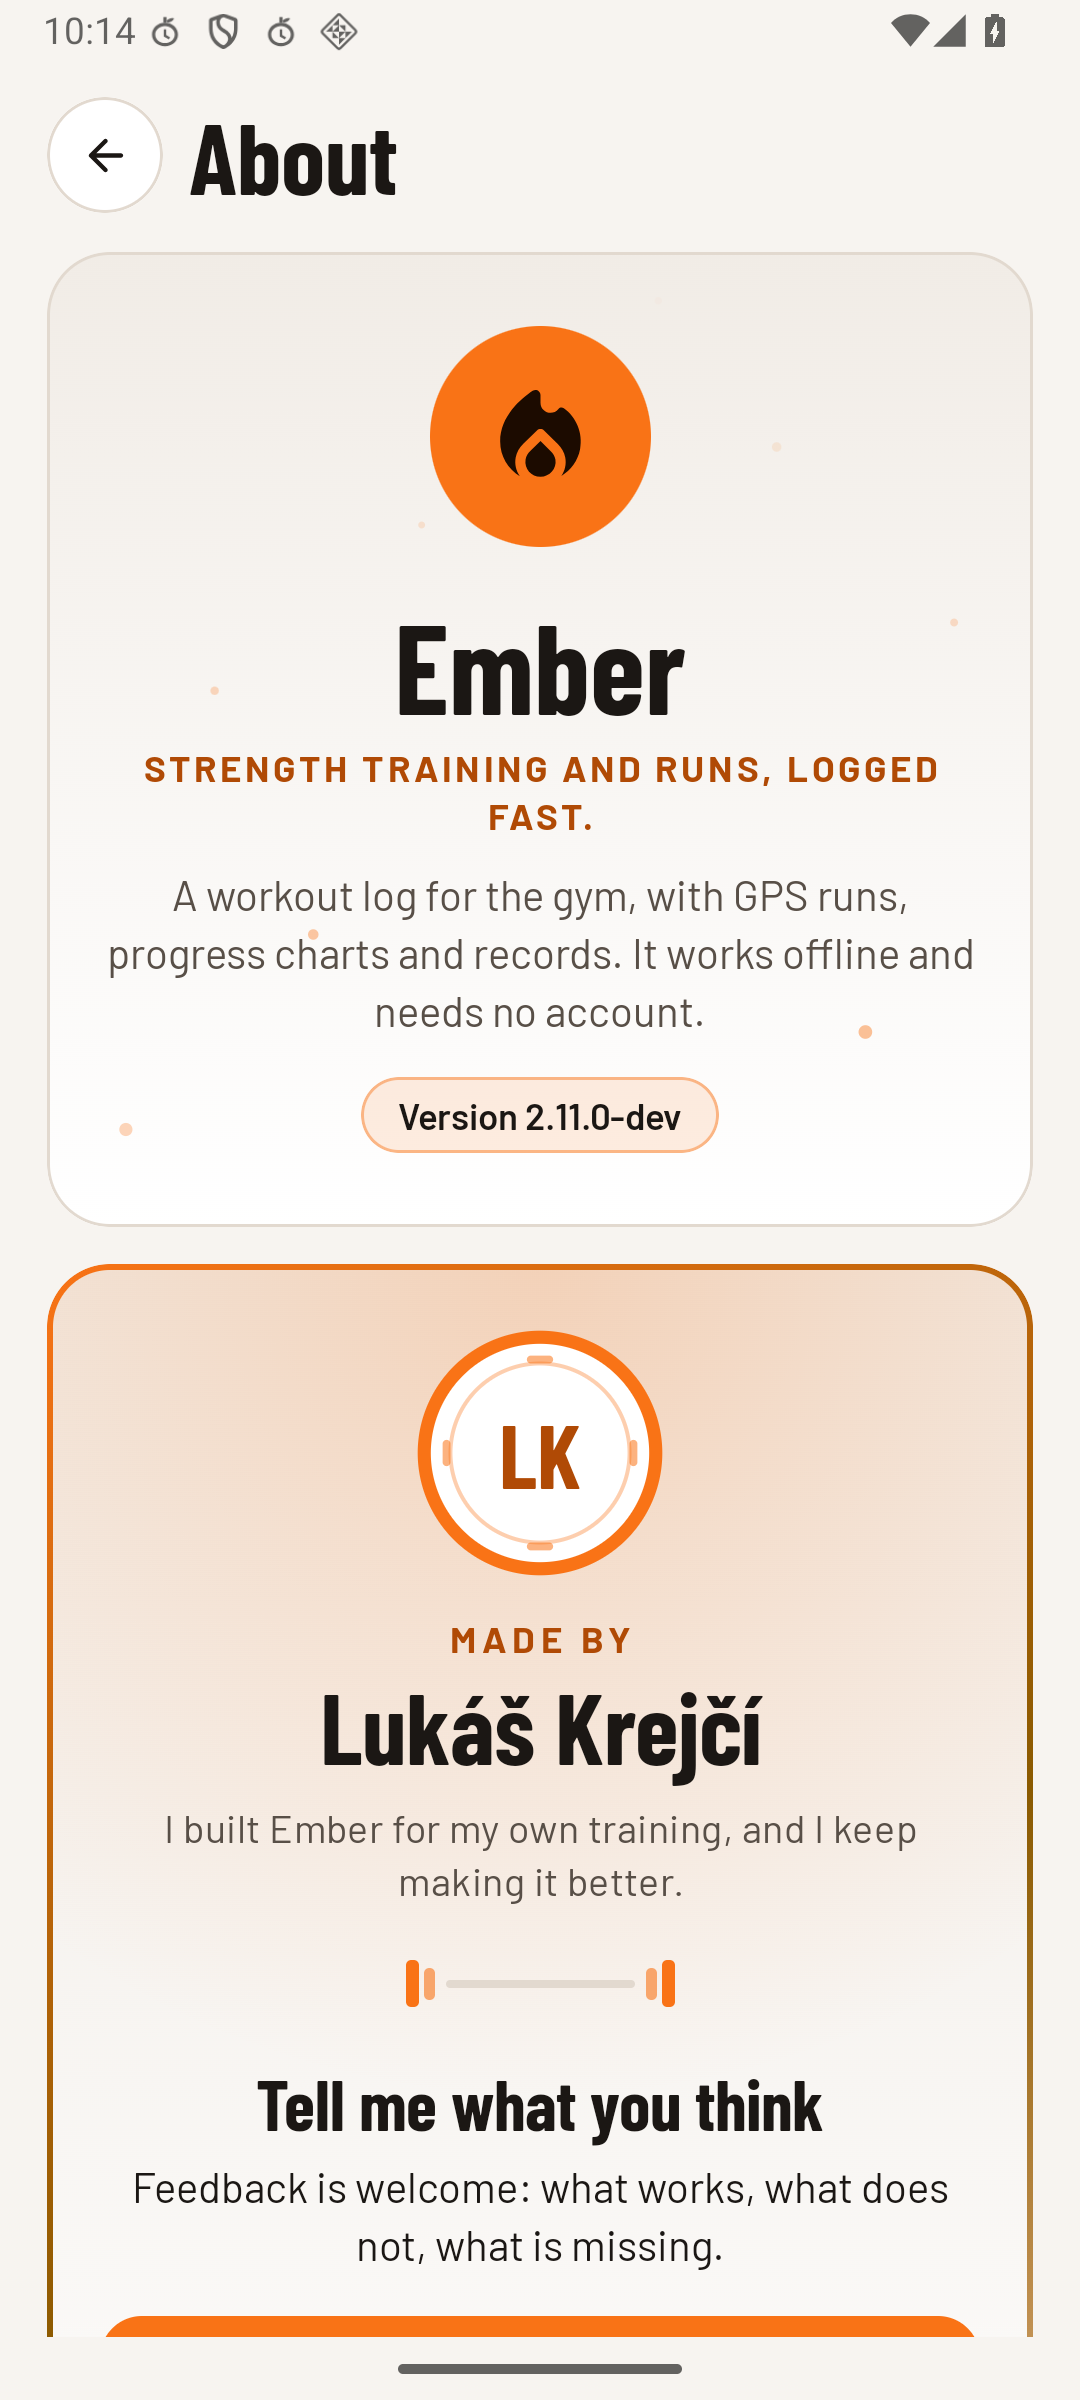 10:14
About
Ember
STRENGTH TRAINING AND RUNS, LOGGED
FAST.
A workout log for the gym, with GPS runs,
progress charts and records. It works offline and
needs no account.
Version 2.11.0-dev
LK
MADE BY
Lukáš Krejčí
I built Ember for my own training, and I keep
making it better.
Tell me what you think
Feedback is welcome: what works, what does
not, what is missing.